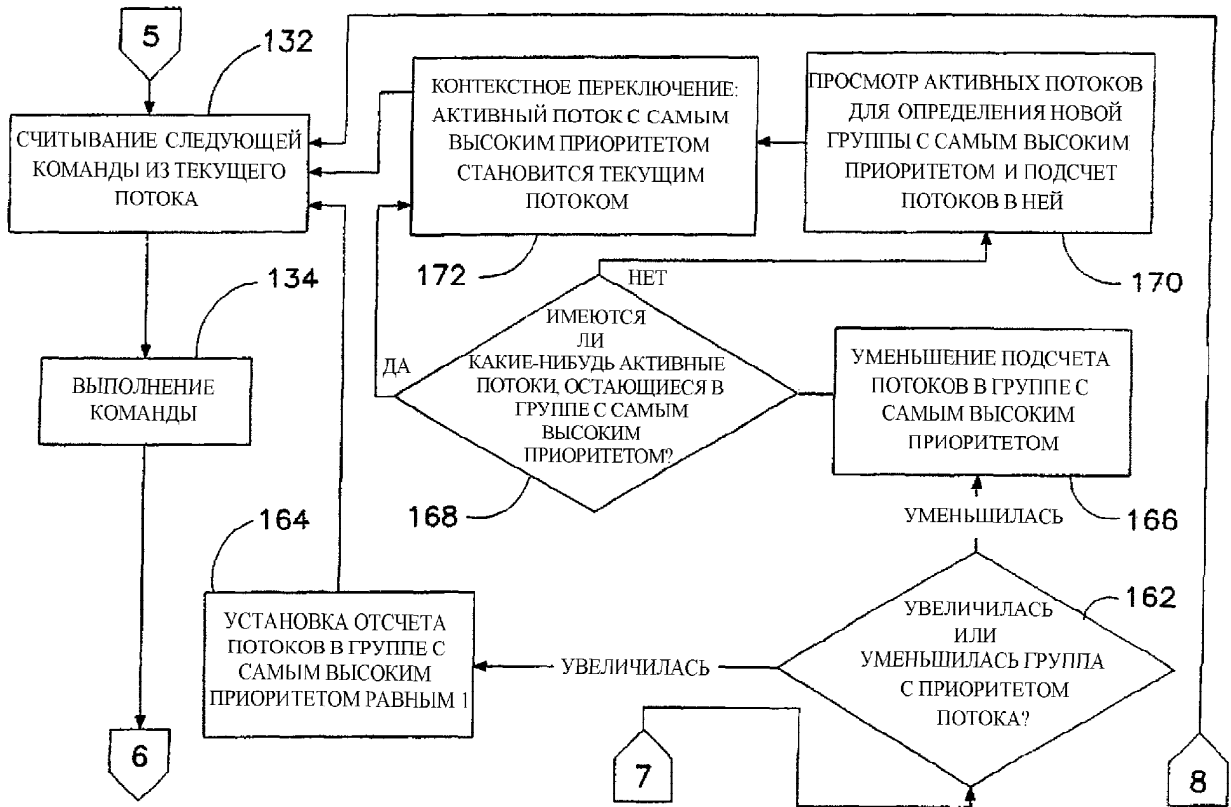 5
132
СЧИТЫВАНИЕ СЛЕДУЮЩЕЙ
КОМАНДЫ ИЗ ТЕКУЩЕГО
ПОТОКА
КОНТЕКСТНОЕ ПЕРЕКЛЮЧЕНИЕ:
АКТИВНЫЙ ПОТОК С САМЫМ
ВЫСОКИМ ПРИОРИТЕТОМ
СТАНОВИТСЯ ТЕКУЩИМ
ПОТОКОМ
172
ПРОСМОТР АКТИВНЫХ ПОТОКОВ
ДЛЯ ОПРЕДЕЛЕНИЯ НОВОЙ
ГРУППЫ С САМЫМ ВЫСОКИМ
ПРИОРИТЕТОМ И ПОДСЧЕТ
ПОТОКОВ В НЕЙ
170
134
ВЫПОЛНЕНИЕ
КОМАНДЫ
НЕТ
ДА
ИМЕЮТСЯ
ЛИ
КАКИЕ-НИБУДЬ АКТИВНЫЕ
ПОТОКИ, ОСТАЮЩИЕСЯ В
ГРУППЕ С САМЫМ
ВЫСОКИМ
ПРИОРИТЕТОМ?
168
УМЕНЬШЕНИЕ ПОДСЧЕТА
ПОТОКОВ В ГРУППЕ С
САМЫМ ВЫСОКИМ
ПРИОРИТЕТОМ
166
УМЕНЬШИЛАСЬ
164
УСТАНОВКА ОТСЧЕТА
ПОТОКОВ В ГРУППЕ С
САМЫМ ВЫСОКИМ
ПРИОРИТЕТОМ РАВНЫМ 1
УВЕЛИЧИЛАСЬ
162
УВЕЛИЧИЛАСЬ
ИЛИ
УМЕНЬШИЛАСЬ ГРУППА
С ПРИОРИТЕТОМ
ПОТОКА?
6
7
8